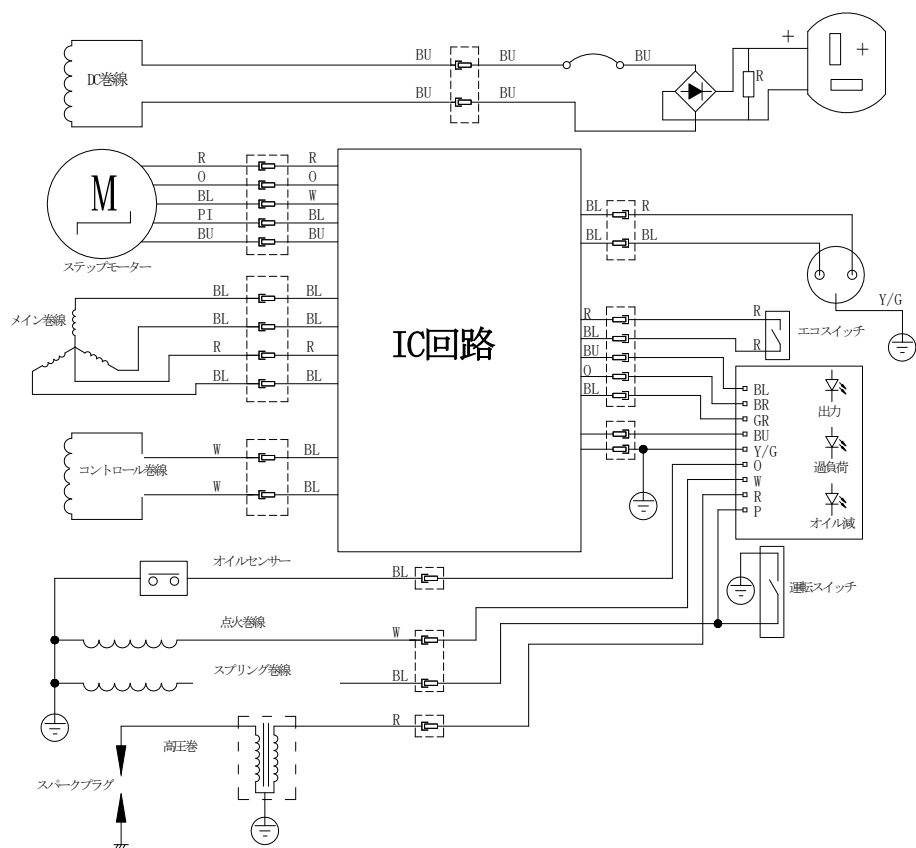 BU BU BU
+
+
DC巻線
R
BU BU
R R
O O
BL W
PI BL
BU BU
M
ステップモーター
BL R
BL BL
Y/G
メイン巻線
BL BL
BL BL
R R
BL BL
IC回路
R R
BL R
BU
O
BL
エコスイッチ
BL
BR
GR
BU
Y/G
O
W
R
P
出力
過負荷
オイル減
コントロール巻線
W BL
W BL
オイルセンサー
BL
運転スイッチ
点火巻線
W
スプリング巻線
BL
高圧巻
R
スパークプラグ